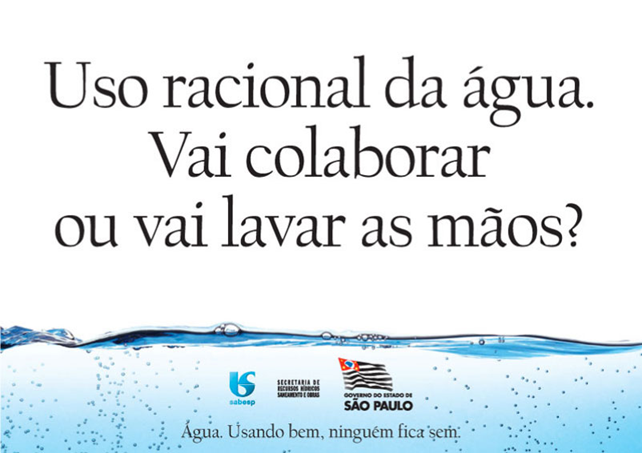 Uso racional da água.
Vai colaborar
ou vai lavar as mãos?
sabesp
SECRETARIA DE
RECURSOS HÍDRICOS
SANEAMENTO E OBRAS
GOVERNO DO ESTADO DE
SÃO PAULO
Água. Usando bem, ninguém fica sem.